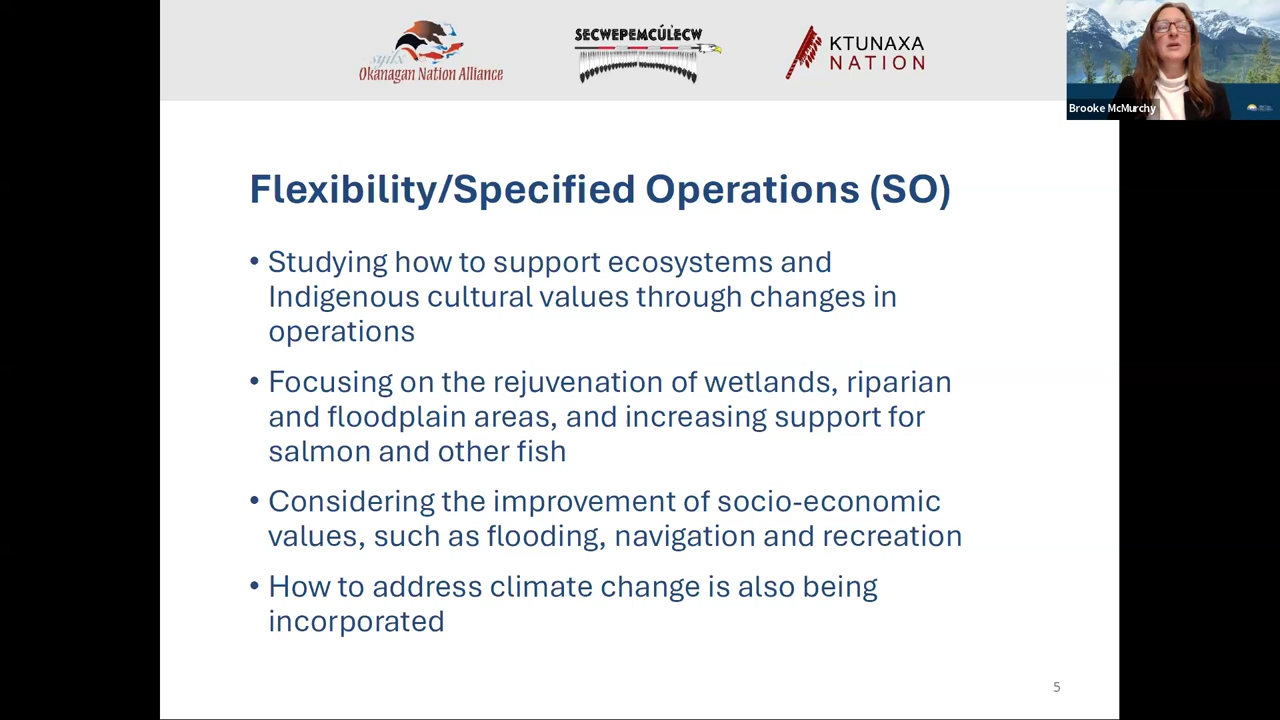 syilx
Okanagan Nation Alliance
SECWEPEMCÚLECW
KTUNAXA
NATION
Brooke McMurchy
Flexibility/Specified Operations (SO)
• Studying how to support ecosystems and
Indigenous cultural values through changes in
operations
• Focusing on the rejuvenation of wetlands, riparian
and floodplain areas, and increasing support for
salmon and other fish
• Considering the improvement of socio-economic
values, such as flooding, navigation and recreation
• How to address climate change is also being
incorporated
5